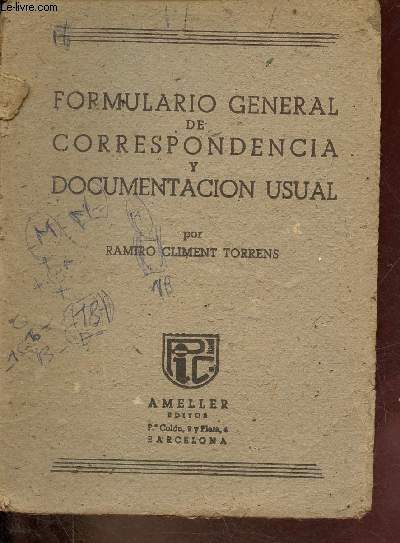 Le-livre.com
FORMULARIO GENERAL
DE
CORRESPONDENCIA
Y
DOCUMENTACION USUAL
por
RAMIRO CLIMENT TORRENS
AMELLER
EDITOR
BARCELONA